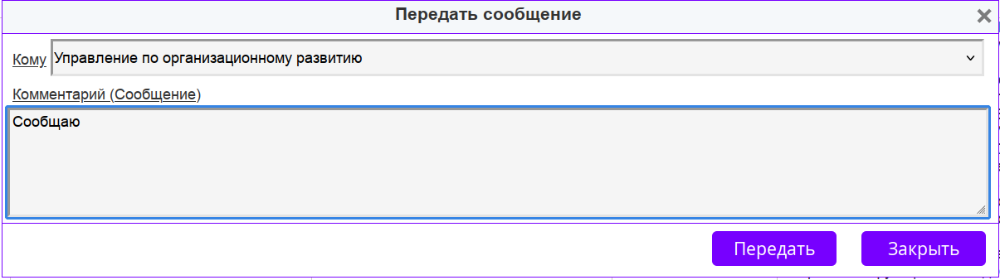 Передать сообщение
Кому Управление по организационному развитию
Комментарий (Сообщение)
Сообщаю
Передать Закрыть